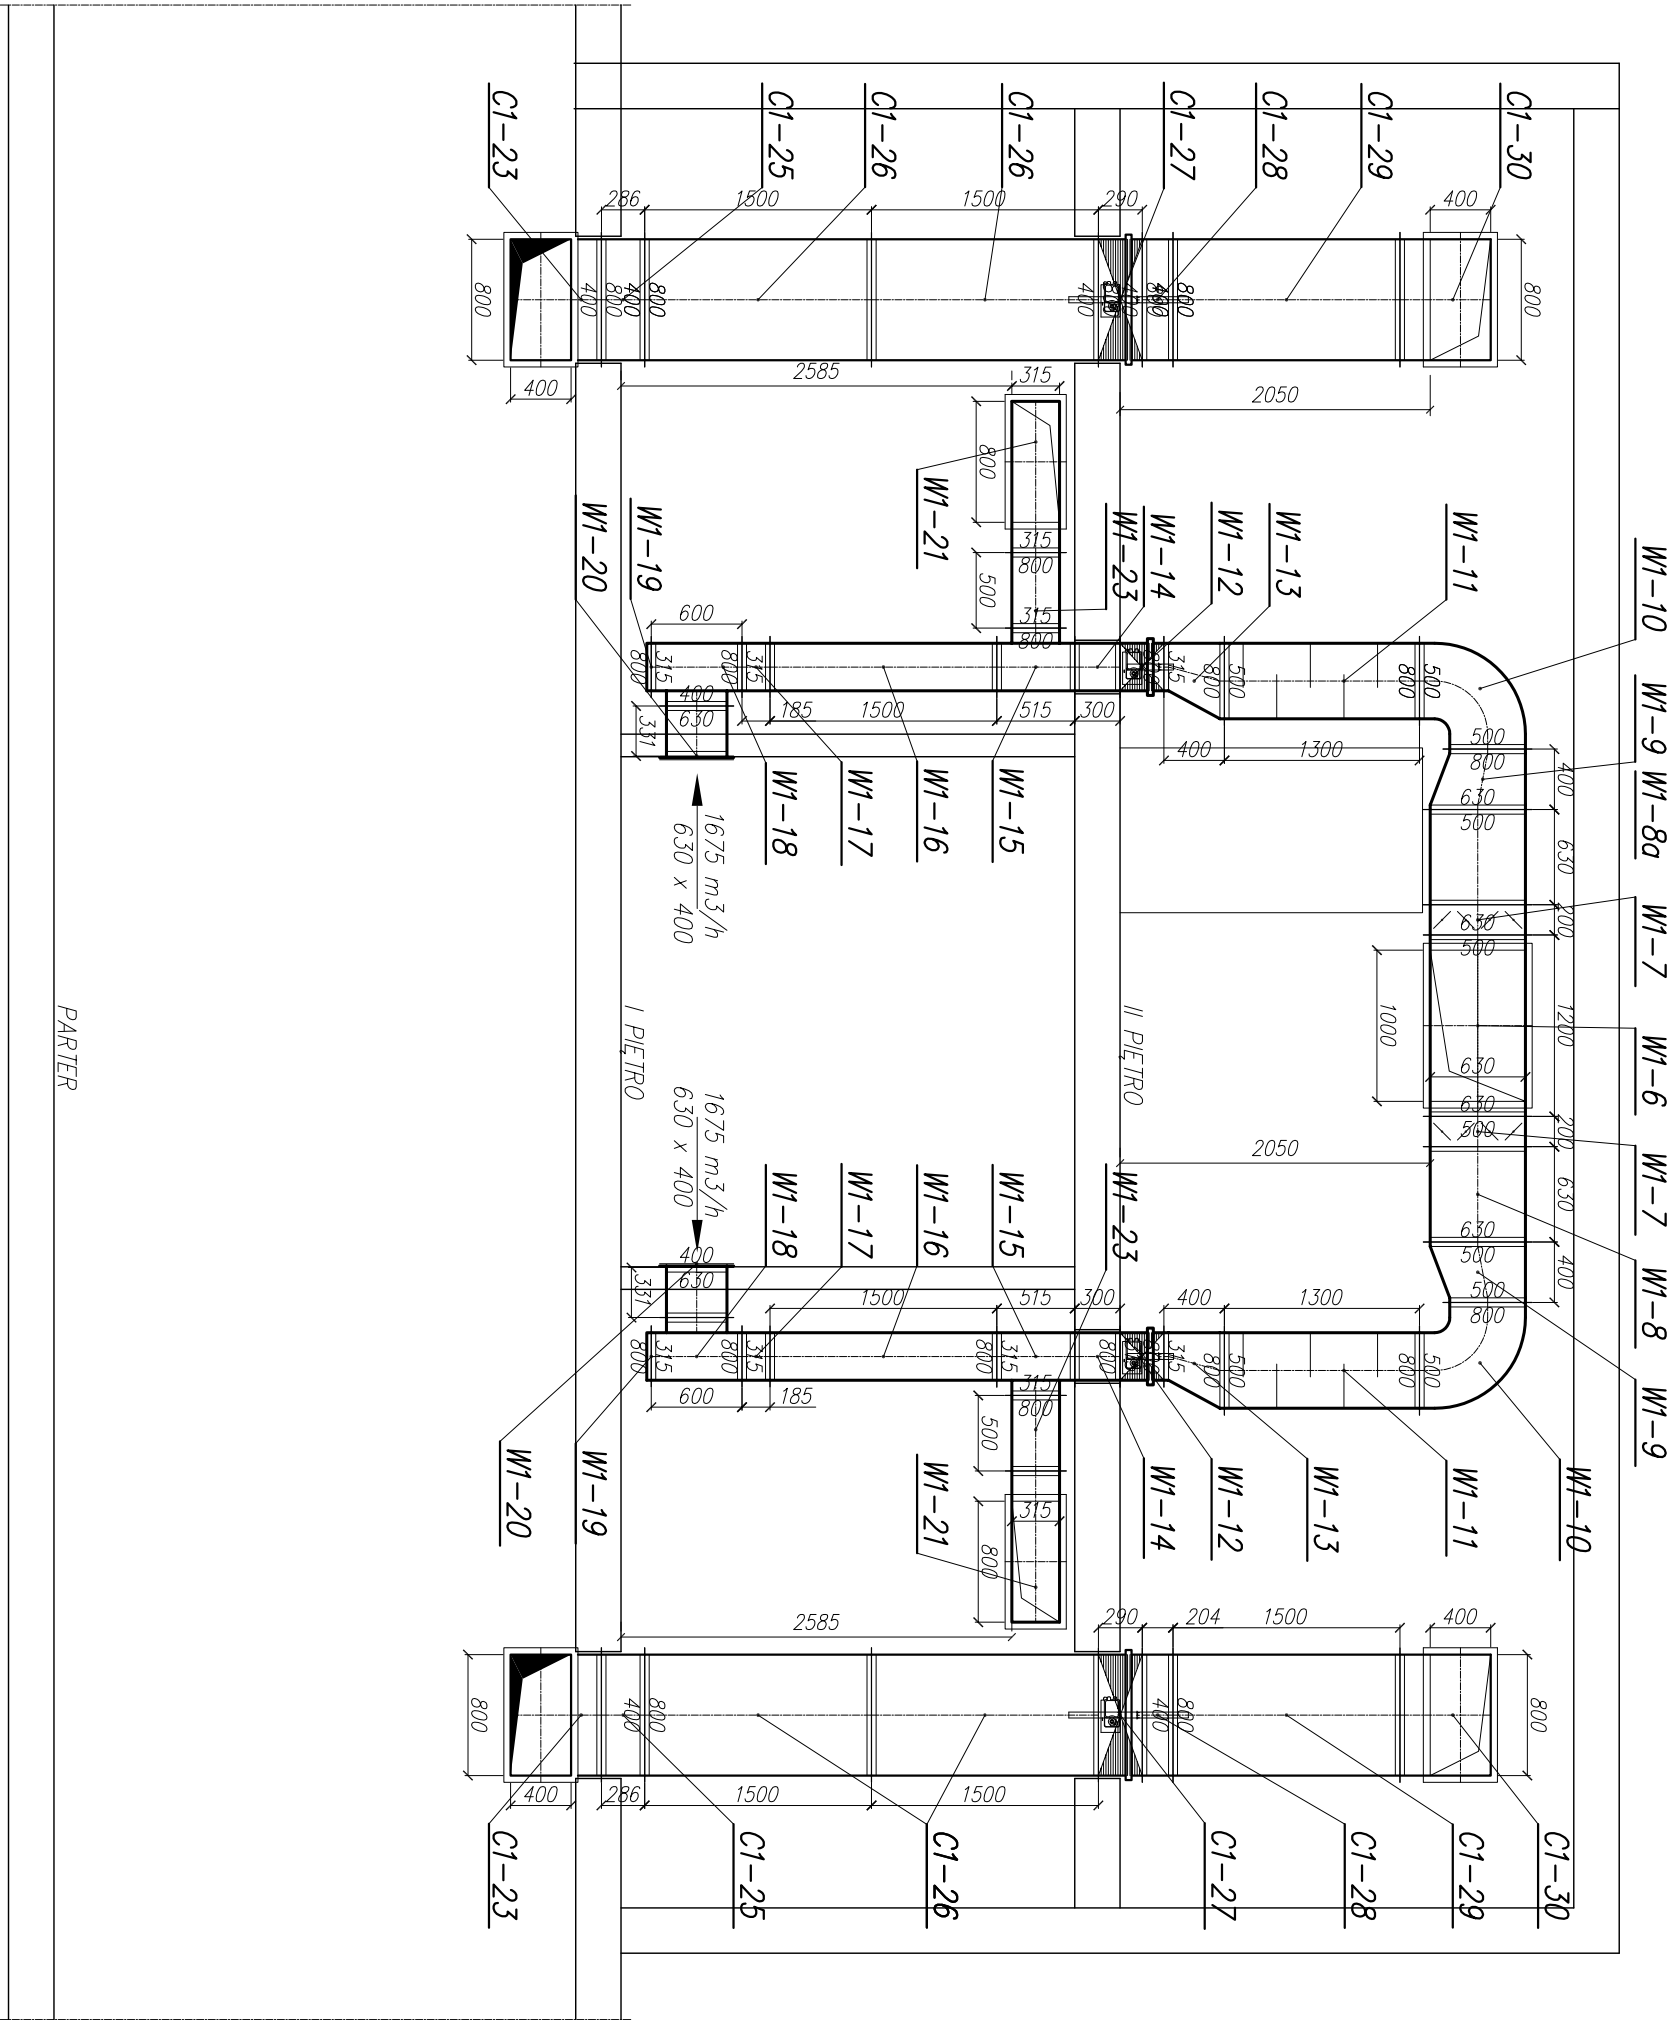 W1-10
W1-9
W1-8a
W1-7
W1-6
W1-7
W1-8
W1-9
W1-10
C1-30
C1-29
C1-28
C1-27
C1-26
C1-26
C1-25
C1-23
W1-11
W1-13
W1-12
W1-14
W1-23
W1-21
W1-19
W1-20
W1-15
W1-16
W1-17
W1-18
1675 m3/h
630 x 400
II PIĘTRO
I PIĘTRO
PARTER
1675 m3/h
630 x 400
W1-23
W1-15
W1-16
W1-17
W1-18
W1-11
W1-13
W1-12
W1-14
W1-21
W1-19
W1-20
C1-30
C1-29
C1-28
C1-27
C1-26
C1-25
C1-23
286
1500
1500
290
400
800
800
400
400
800
400
800
400
800
2585
315
2050
800
315
800
500
315
800
600
315
800
315
800
400
630
331
185
1500
515
300
400
1300
315
500
800
500
800
500
800
400
630
500
630
200
630
500
1200
1000
630
630
500
200
2050
630
630
500
400
500
800
400
630
331
1500
515
300
400
1300
315
800
315
800
315
800
800
315
500
800
500
800
600
185
315
800
500
315
800
2585
290
204
1500
400
800
800
400
800
400
800
400
286
1500
1500